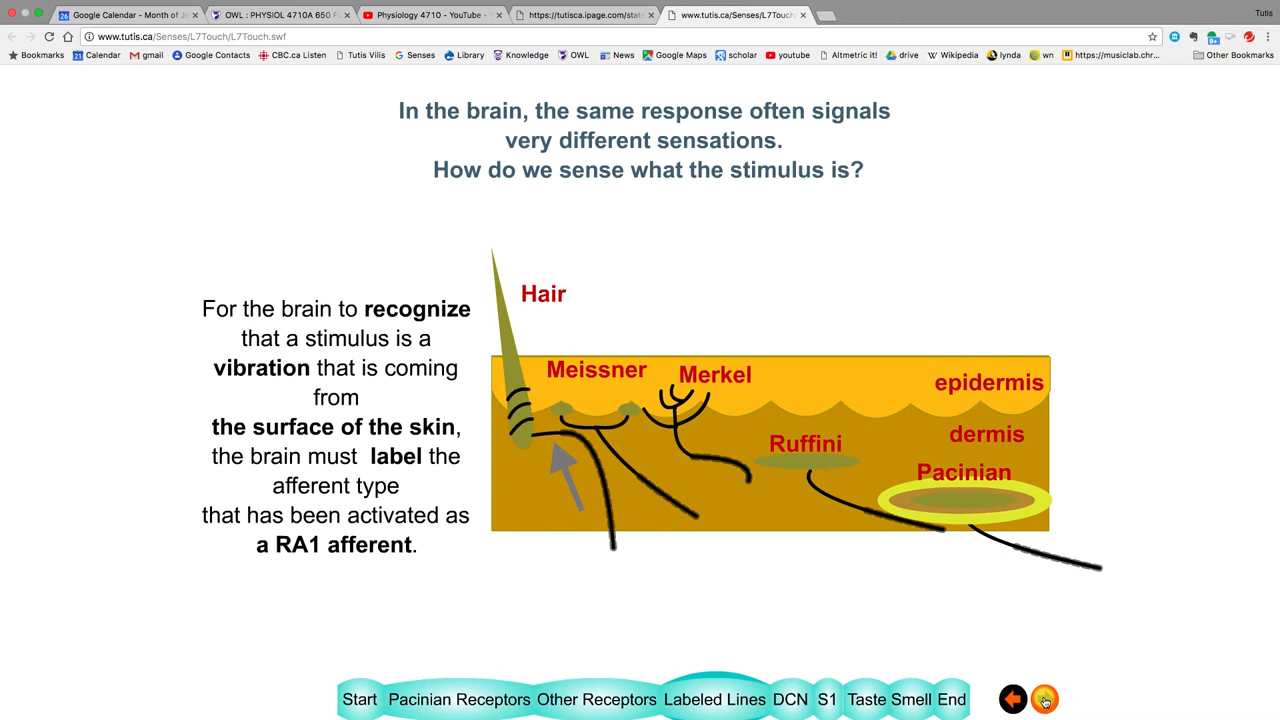 Google Calendar - Month of J
OWL : PHYSIOL 4710A 650 F
Physiology 4710 - YouTube -
https://tutisca.ipage.com/stats
www.tutis.ca/Senses/L7Touch/
Tutis
www.tutis.ca/Senses/L7Touch/L7Touch.swf
Bookmarks
Calendar
gmail
Google Contacts
CBC.ca Listen
Tutis Vilis
Senses
Library
Knowledge
OWL
News
Google Maps
scholar
youtube
Altmetric it!
drive
Wikipedia
lynda
wn
https://musiclab.chr...
Other Bookmarks
In the brain, the same response often signals
very different sensations.
How do we sense what the stimulus is?
For the brain to recognize
that a stimulus is a
vibration that is coming
from
the surface of the skin,
the brain must label the
afferent type
that has been activated as
a RA1 afferent.
Hair
Meissner
Merkel
epidermis
Ruffini
dermis
Pacinian
Start
Pacinian Receptors
Other Receptors
Labeled Lines
DCN
S1
Taste
Smell
End